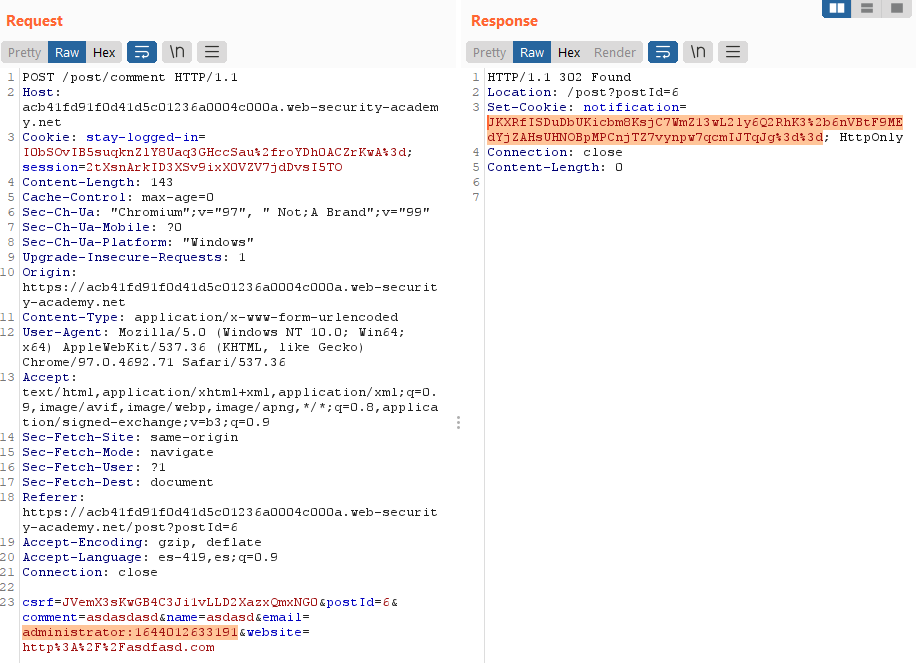 Request
Pretty Raw Hex \n
1 POST /post/comment HTTP/1.1
2 Host:
acb41fd91f0d41d5c01236a0004c000a.web-security-academ
y.net
3 Cookie: stay-logged-in=
IObSOvIB5suqknZlY8Uaq3GHccSau%2froYDhOACZrKwA%3d;
session=2tXsnArkID3XSv9ixXOVZV7jdDvsI5TO
4 Content-Length: 143
5 Cache-Control: max-age=0
6 Sec-Ch-Ua: "Chromium";v="97", " Not;A Brand";v="99"
7 Sec-Ch-Ua-Mobile: ?0
8 Sec-Ch-Ua-Platform: "Windows"
9 Upgrade-Insecure-Requests: 1
10 Origin:
https://acb41fd91f0d41d5c01236a0004c000a.web-securit
y-academy.net
11 Content-Type: application/x-www-form-urlencoded
12 User-Agent: Mozilla/5.0 (Windows NT 10.0; Win64;
x64) AppleWebKit/537.36 (KHTML, like Gecko)
Chrome/97.0.4692.71 Safari/537.36
13 Accept:
text/html,application/xhtml+xml,application/xml;q=0.
9,image/avif,image/webp,image/apng,*/*;q=0.8,applica
tion/signed-exchange;v=b3;q=0.9
14 Sec-Fetch-Site: same-origin
15 Sec-Fetch-Mode: navigate
16 Sec-Fetch-User: ?1
17 Sec-Fetch-Dest: document
18 Referer:
https://acb41fd91f0d41d5c01236a0004c000a.web-securit
y-academy.net/post?postId=6
19 Accept-Encoding: gzip, deflate
20 Accept-Language: es-419,es;q=0.9
21 Connection: close
22
23 csrf=JVemX3sKwGB4C3Ji1vLLD2XazxQmxNGO&postId=6&
comment=asdasdasd&name=asdasd&email=
administrator:1644012633191&website=
http%3A%2F%2Fasdfasd.com
Response
Pretty Raw Hex Render \n
1 HTTP/1.1 302 Found
2 Location: /post?postId=6
3 Set-Cookie: notification=
JKXRfISDuDbUKicbm8KsjC7WmZ13wL2ly6Q2RhK3%2b6nVBtF9ME
dYjZAHsUHNOBpMPCnjTZ7vynpw7qcmIJTqJg%3d%3d; HttpOnly
4 Connection: close
5 Content-Length: 0
6
7